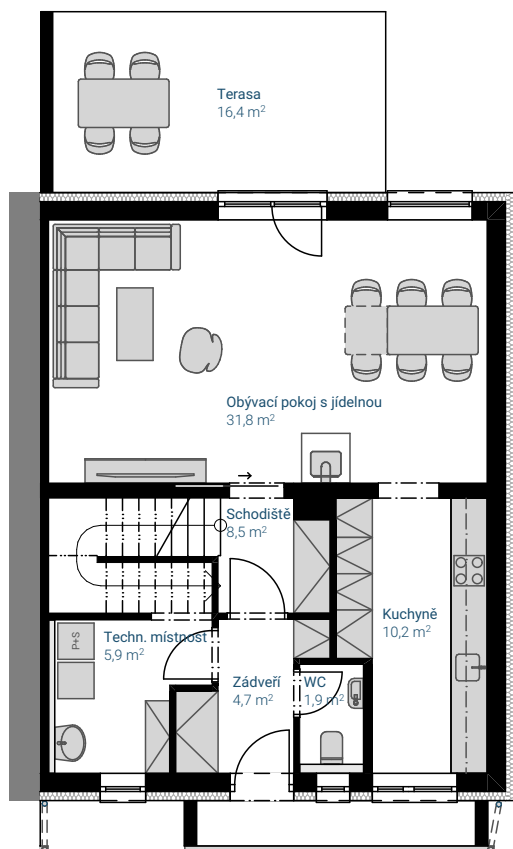 Terasa
16,4 m²
Obývací pokoj s jídelnou
31,8 m²
Schodiště
8,5 m²
Kuchyně
10,2 m²
Techn. místnost
5,9 m²
P+S
Zádveří
4,7 m²
WC
1,9 m²